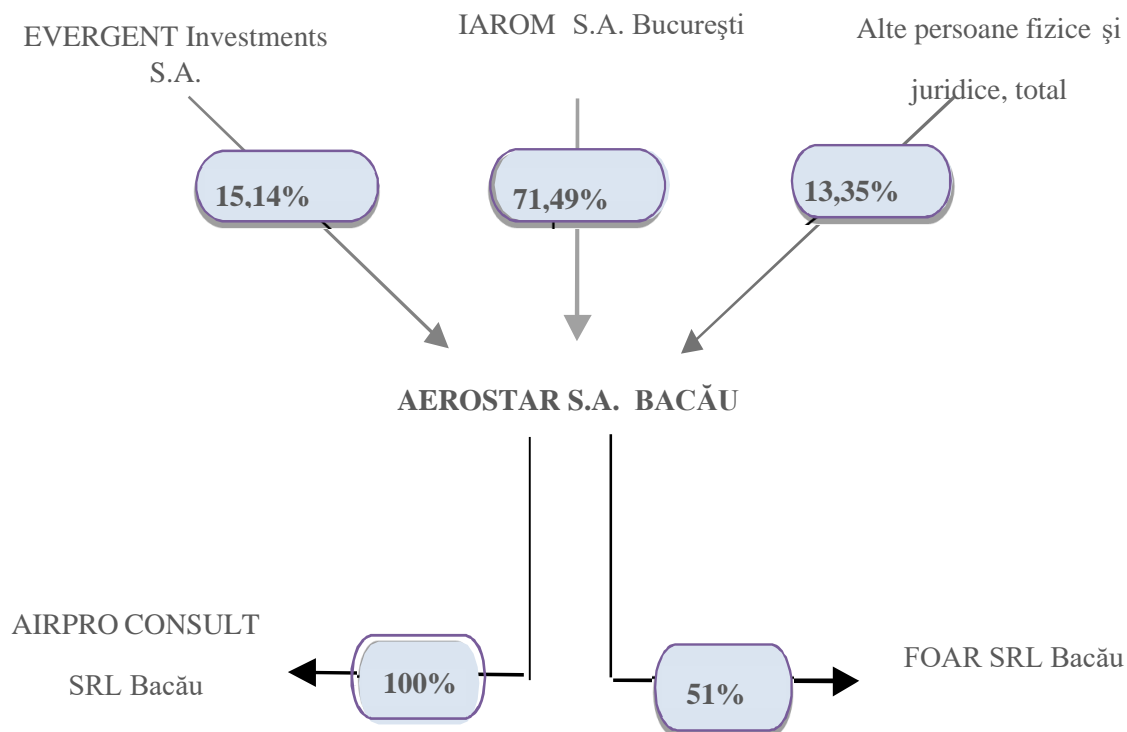 EVERGENT Investments
S.A.
IAROM S.A. Bucureşti
Alte persoane fizice şi
juridice, total
15,14%
71,49%
13,35%
AEROSTAR S.A. BACĂU
AIRPRO CONSULT
SRL Bacău
100%
51%
FOAR SRL Bacău